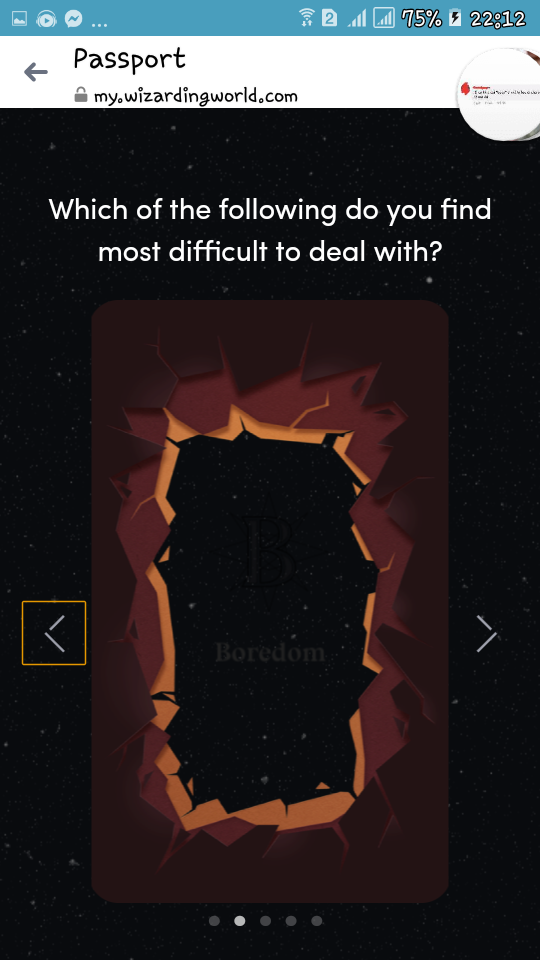 ... 2 75% 22:12
Passport
my.wizardingworld.com
Which of the following do you find
most difficult to deal with?
B
Boredom